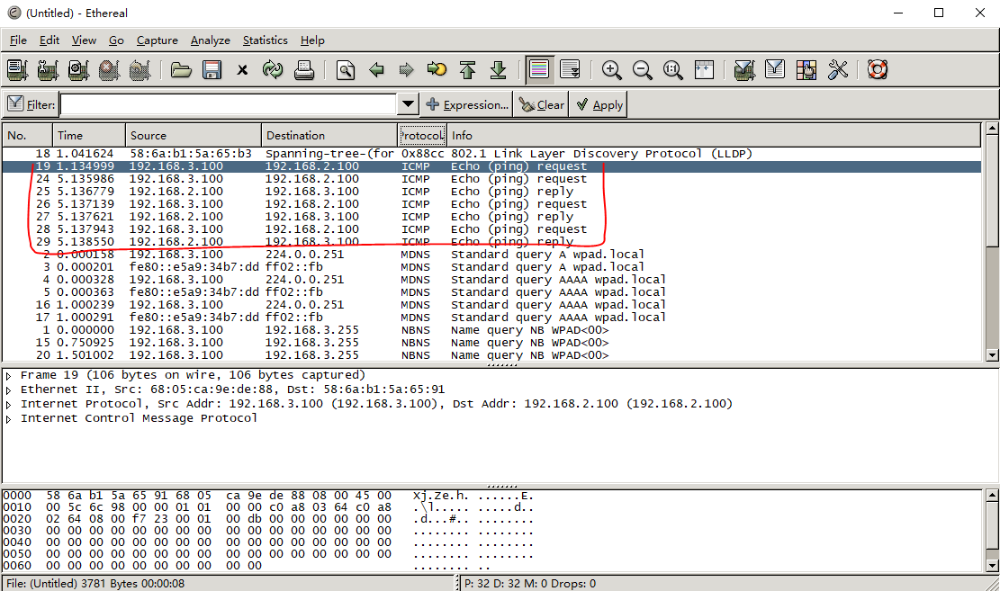 (Untitled) - Ethereal
File Edit View Go Capture Analyze Statistics Help
Filter: Expression... Clear Apply
No. Time Source Destination Protocol Info
18 1.041624 58:6a:b1:5a:65:b3 Spanning-tree-(for 0x88cc 802.1 Link Layer Discovery Protocol (LLDP)
19 1.134999 192.168.3.100 192.168.2.100 ICMP Echo (ping) request
24 5.135986 192.168.3.100 192.168.2.100 ICMP Echo (ping) request
25 5.136779 192.168.2.100 192.168.3.100 ICMP Echo (ping) reply
26 5.137139 192.168.3.100 192.168.2.100 ICMP Echo (ping) request
27 5.137621 192.168.2.100 192.168.3.100 ICMP Echo (ping) reply
28 5.137943 192.168.3.100 192.168.2.100 ICMP Echo (ping) request
29 5.138550 192.168.2.100 192.168.3.100 ICMP Echo (ping) reply
2 0.000158 192.168.3.100 224.0.0.251 MDNS Standard query A wpad.local
3 0.000201 fe80::e5a9:34b7:dd ff02::fb MDNS Standard query A wpad.local
4 0.000328 192.168.3.100 224.0.0.251 MDNS Standard query AAAA wpad.local
5 0.000363 fe80::e5a9:34b7:dd ff02::fb MDNS Standard query AAAA wpad.local
16 1.000239 192.168.3.100 224.0.0.251 MDNS Standard query AAAA wpad.local
17 1.000291 fe80::e5a9:34b7:dd ff02::fb MDNS Standard query AAAA wpad.local
1 0.000000 192.168.3.100 192.168.3.255 NBNS Name query NB WPAD<00>
15 0.750925 192.168.3.100 192.168.3.255 NBNS Name query NB WPAD<00>
20 1.501002 192.168.3.100 192.168.3.255 NBNS Name query NB WPAD<00>
Frame 19 (106 bytes on wire, 106 bytes captured)
Ethernet II, Src: 68:05:ca:9e:de:88, Dst: 58:6a:b1:5a:65:91
Internet Protocol, Src Addr: 192.168.3.100 (192.168.3.100), Dst Addr: 192.168.2.100 (192.168.2.100)
Internet Control Message Protocol
0000 58 6a b1 5a 65 91 68 05 ca 9e de 88 08 00 45 00 Xj.Ze.h. ......E.
0010 00 5c 6c 98 00 00 01 01 00 00 c0 a8 03 64 c0 a8 .\l..... .....d..
0020 02 64 08 00 f7 23 00 01 00 db 00 00 00 00 00 00 .d...#.. ........
0030 00 00 00 00 00 00 00 00 00 00 00 00 00 00 00 00 ........ ........
0040 00 00 00 00 00 00 00 00 00 00 00 00 00 00 00 00 ........ ........
0050 00 00 00 00 00 00 00 00 00 00 00 00 00 00 00 00 ........ ........
0060 00 00 00 00 00 00 00 00 00 00 ........ ..
File: (Untitled) 3781 Bytes 00:00:08 P: 32 D: 32 M: 0 Drops: 0